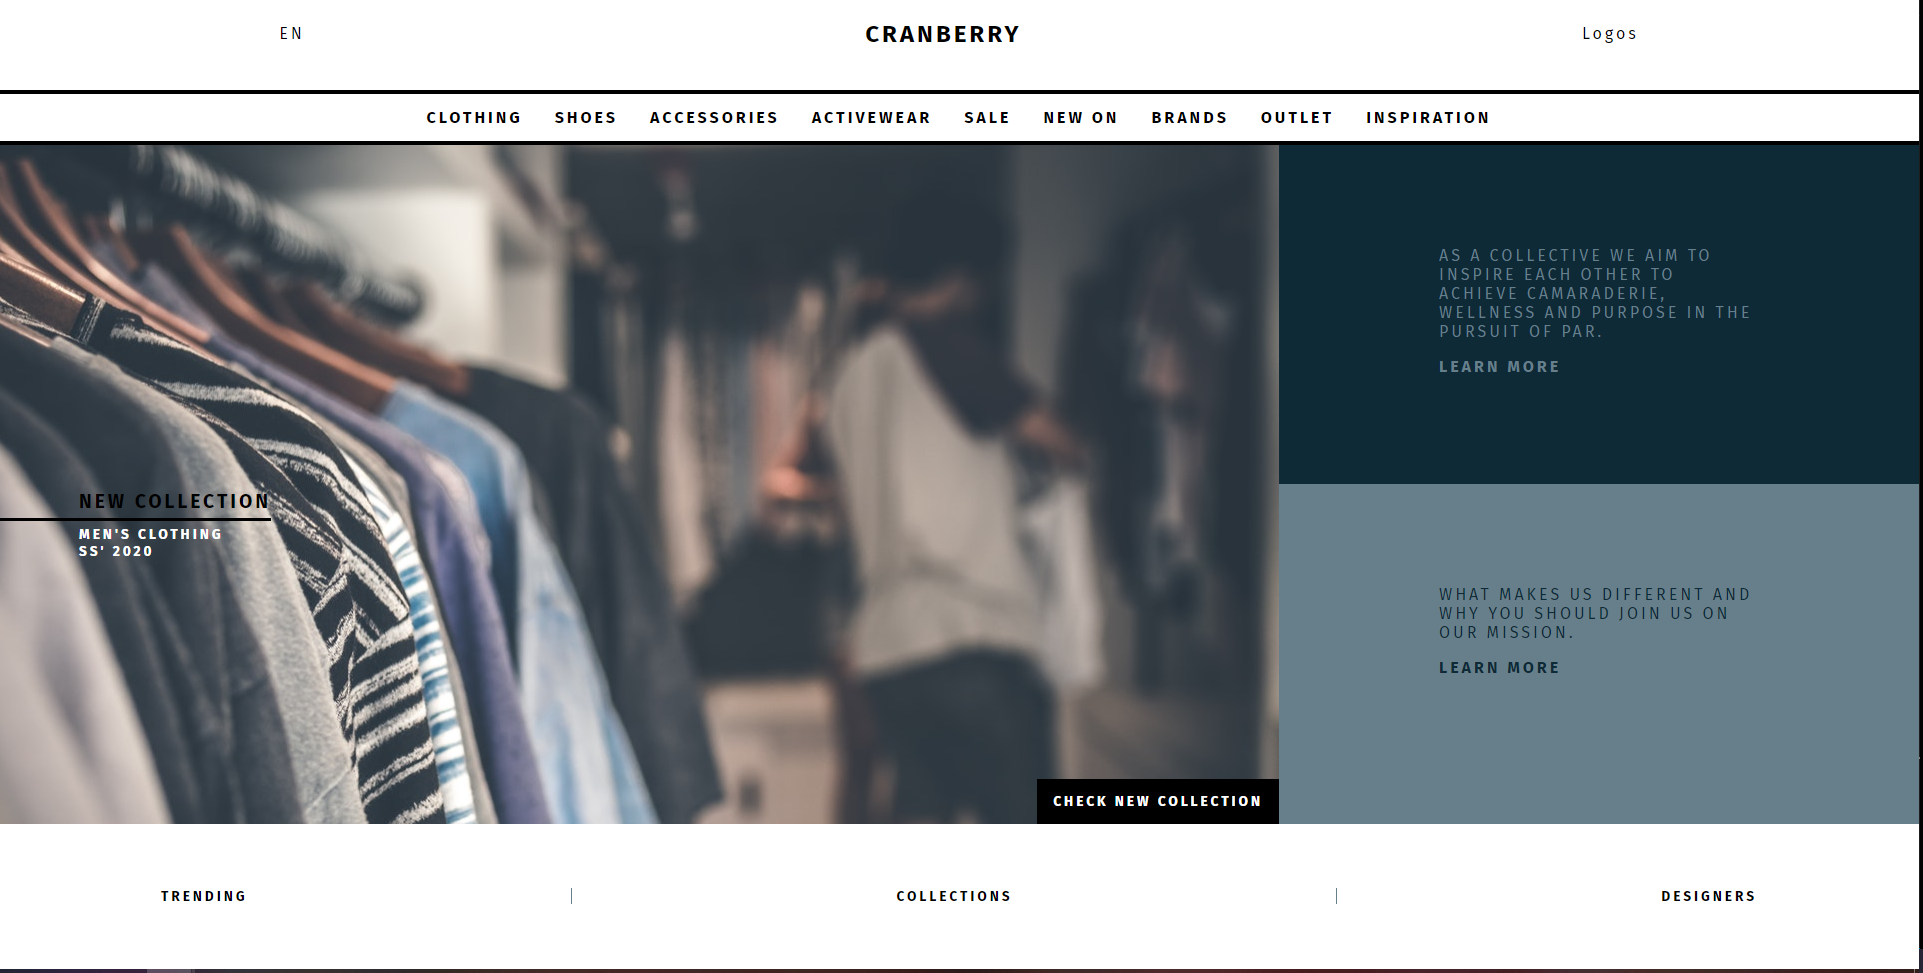 EN
CRANBERRY
Logos
CLOTHING SHOES ACCESSORIES ACTIVEWEAR SALE NEW ON BRANDS OUTLET INSPIRATION
NEW COLLECTION
MEN'S CLOTHING
SS' 2020
CHECK NEW COLLECTION
AS A COLLECTIVE WE AIM TO
INSPIRE EACH OTHER TO
ACHIEVE CAMARADERIE,
WELLNESS AND PURPOSE IN THE
PURSUIT OF PAR.
LEARN MORE
WHAT MAKES US DIFFERENT AND
WHY YOU SHOULD JOIN US ON
OUR MISSION.
LEARN MORE
TRENDING
COLLECTIONS
DESIGNERS